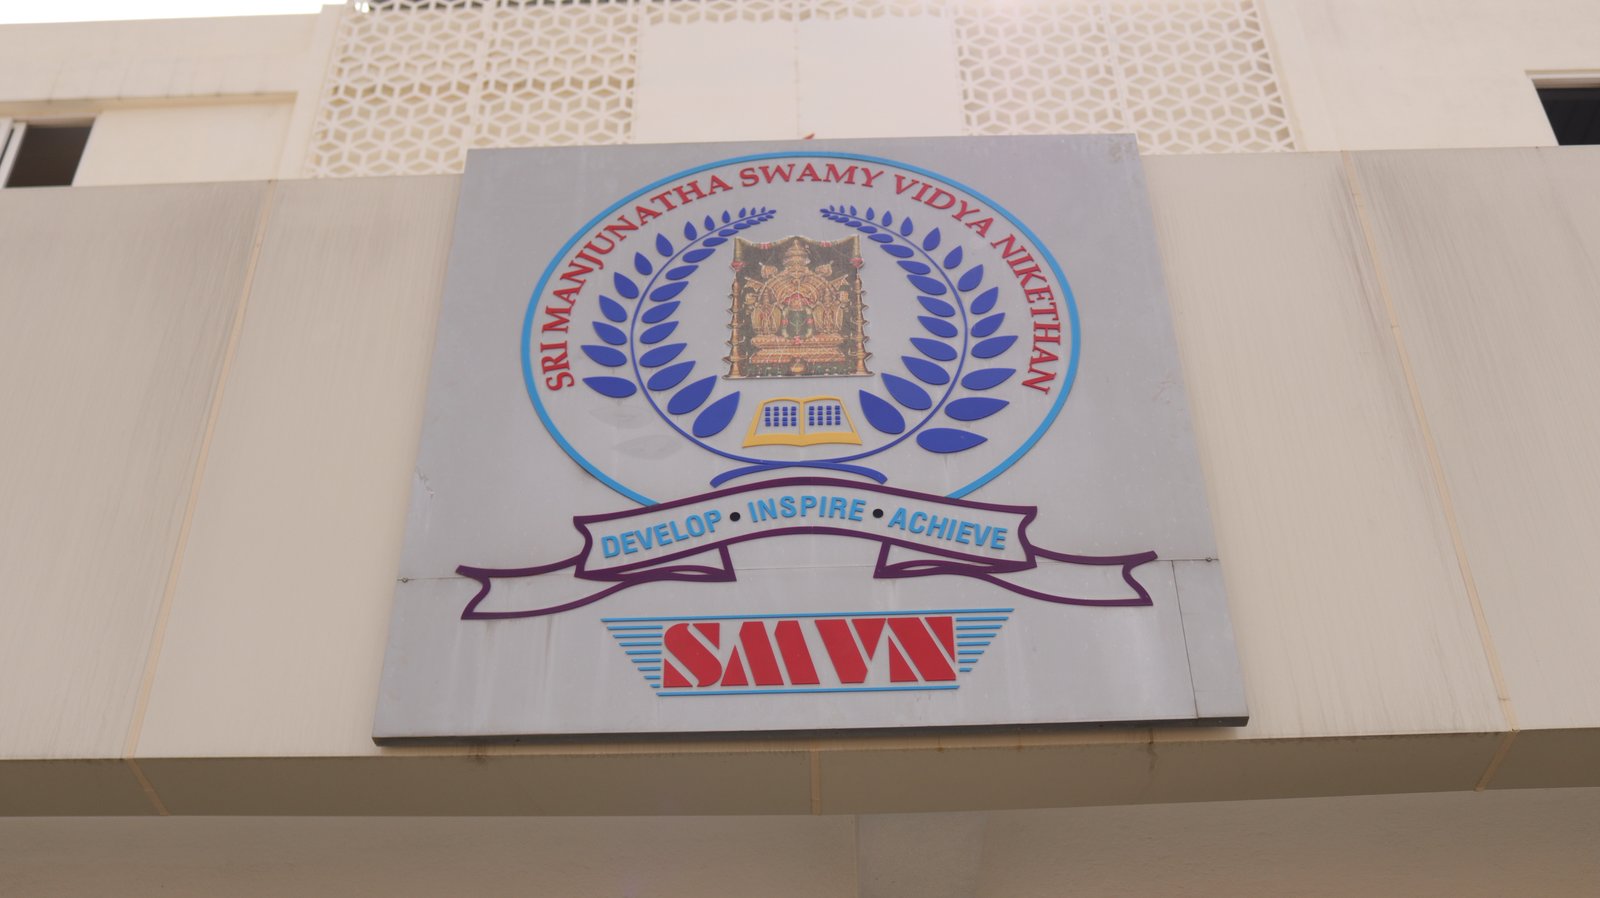 SRI MANJUNATHA SWAMY VIDYA NIKETHAN
DEVELOP • INSPIRE • ACHIEVE
SMVN